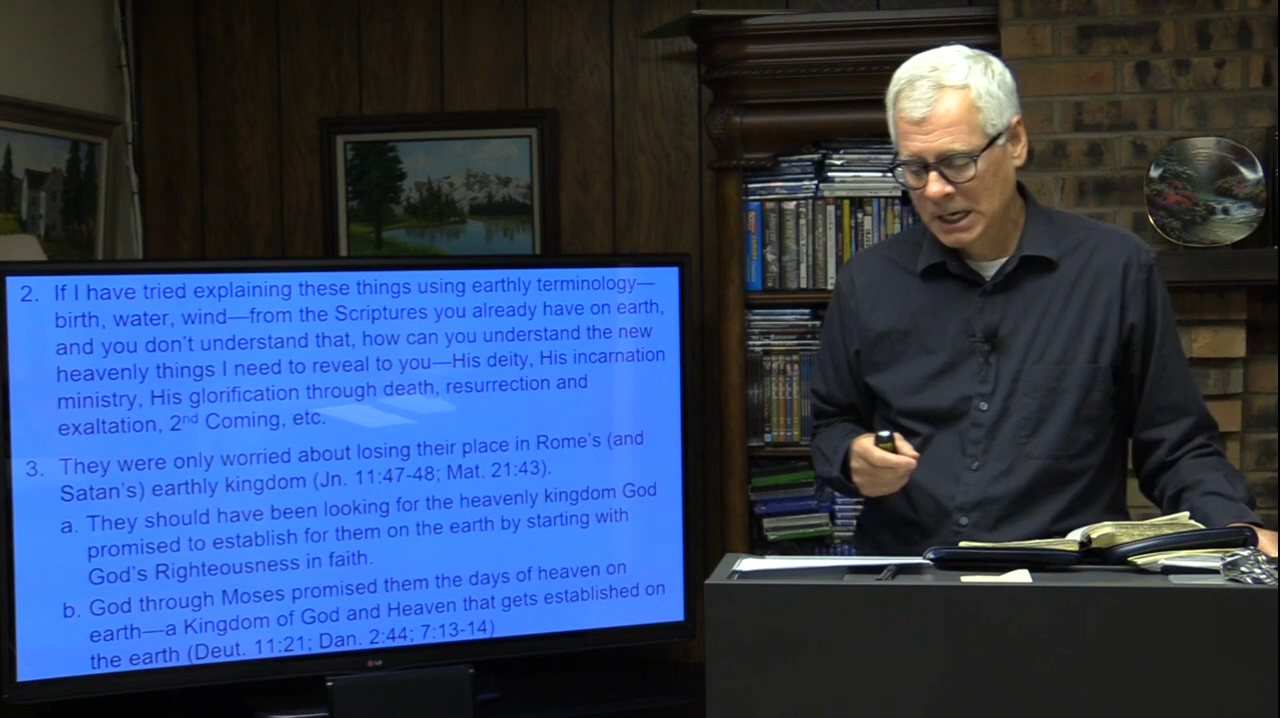 2. If I have tried explaining these things using earthly terminology—
birth, water, wind—from the Scriptures you already have on earth,
and you don't understand that, how can you understand the new
heavenly things I need to reveal to you—His deity, His incarnation
ministry, His glorification through death, resurrection and
exaltation, 2nd Coming, etc.
3. They were only worried about losing their place in Rome's (and
Satan's) earthly kingdom (Jn. 11:47-48; Mat. 21:43).
a. They should have been looking for the heavenly kingdom God
promised to establish for them on the earth by starting with
God's Righteousness in faith.
b. God through Moses promised them the days of heaven on
earth—a Kingdom of God and Heaven that gets established on
the earth (Deut. 11:21; Dan. 2:44; 7:13-14)
LG